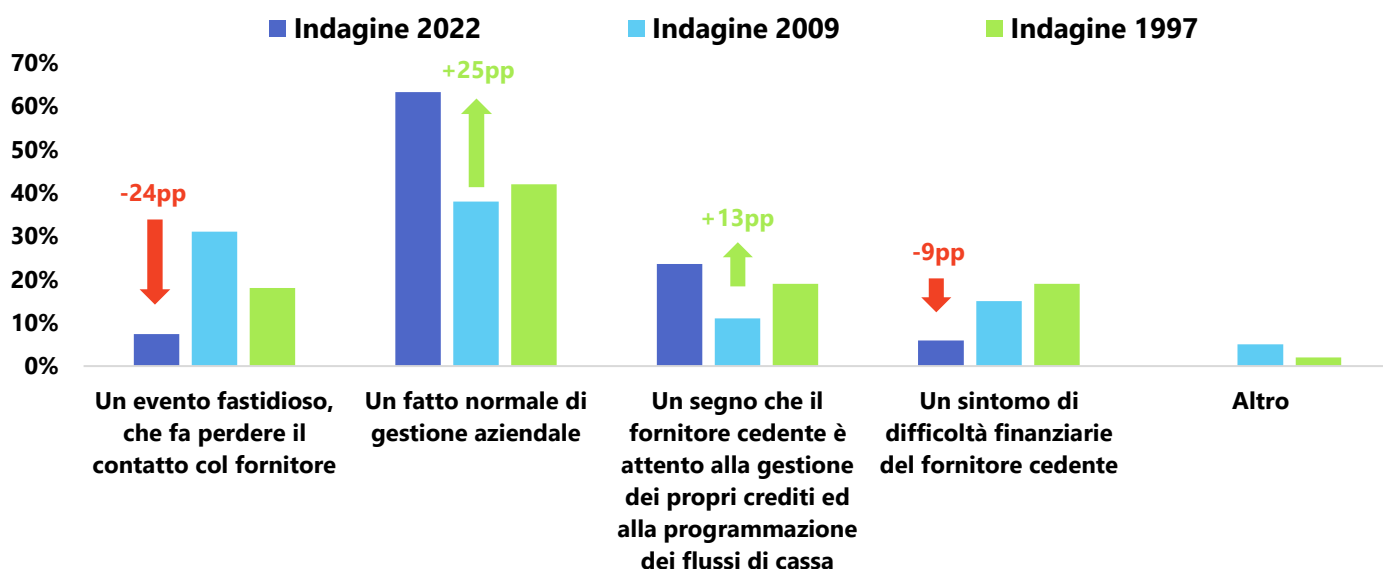 Indagine 2022 Indagine 2009 Indagine 1997
70%
60%
50%
40%
30%
20%
10%
0%
-24pp
+25pp
+13pp
-9pp
Un evento fastidioso,
che fa perdere il
contatto col fornitore
Un fatto normale di
gestione aziendale
Un segno che il
fornitore cedente è
attento alla gestione
dei propri crediti ed
alla programmazione
dei flussi di cassa
Un sintomo di
difficoltà finanziarie
del fornitore cedente
Altro